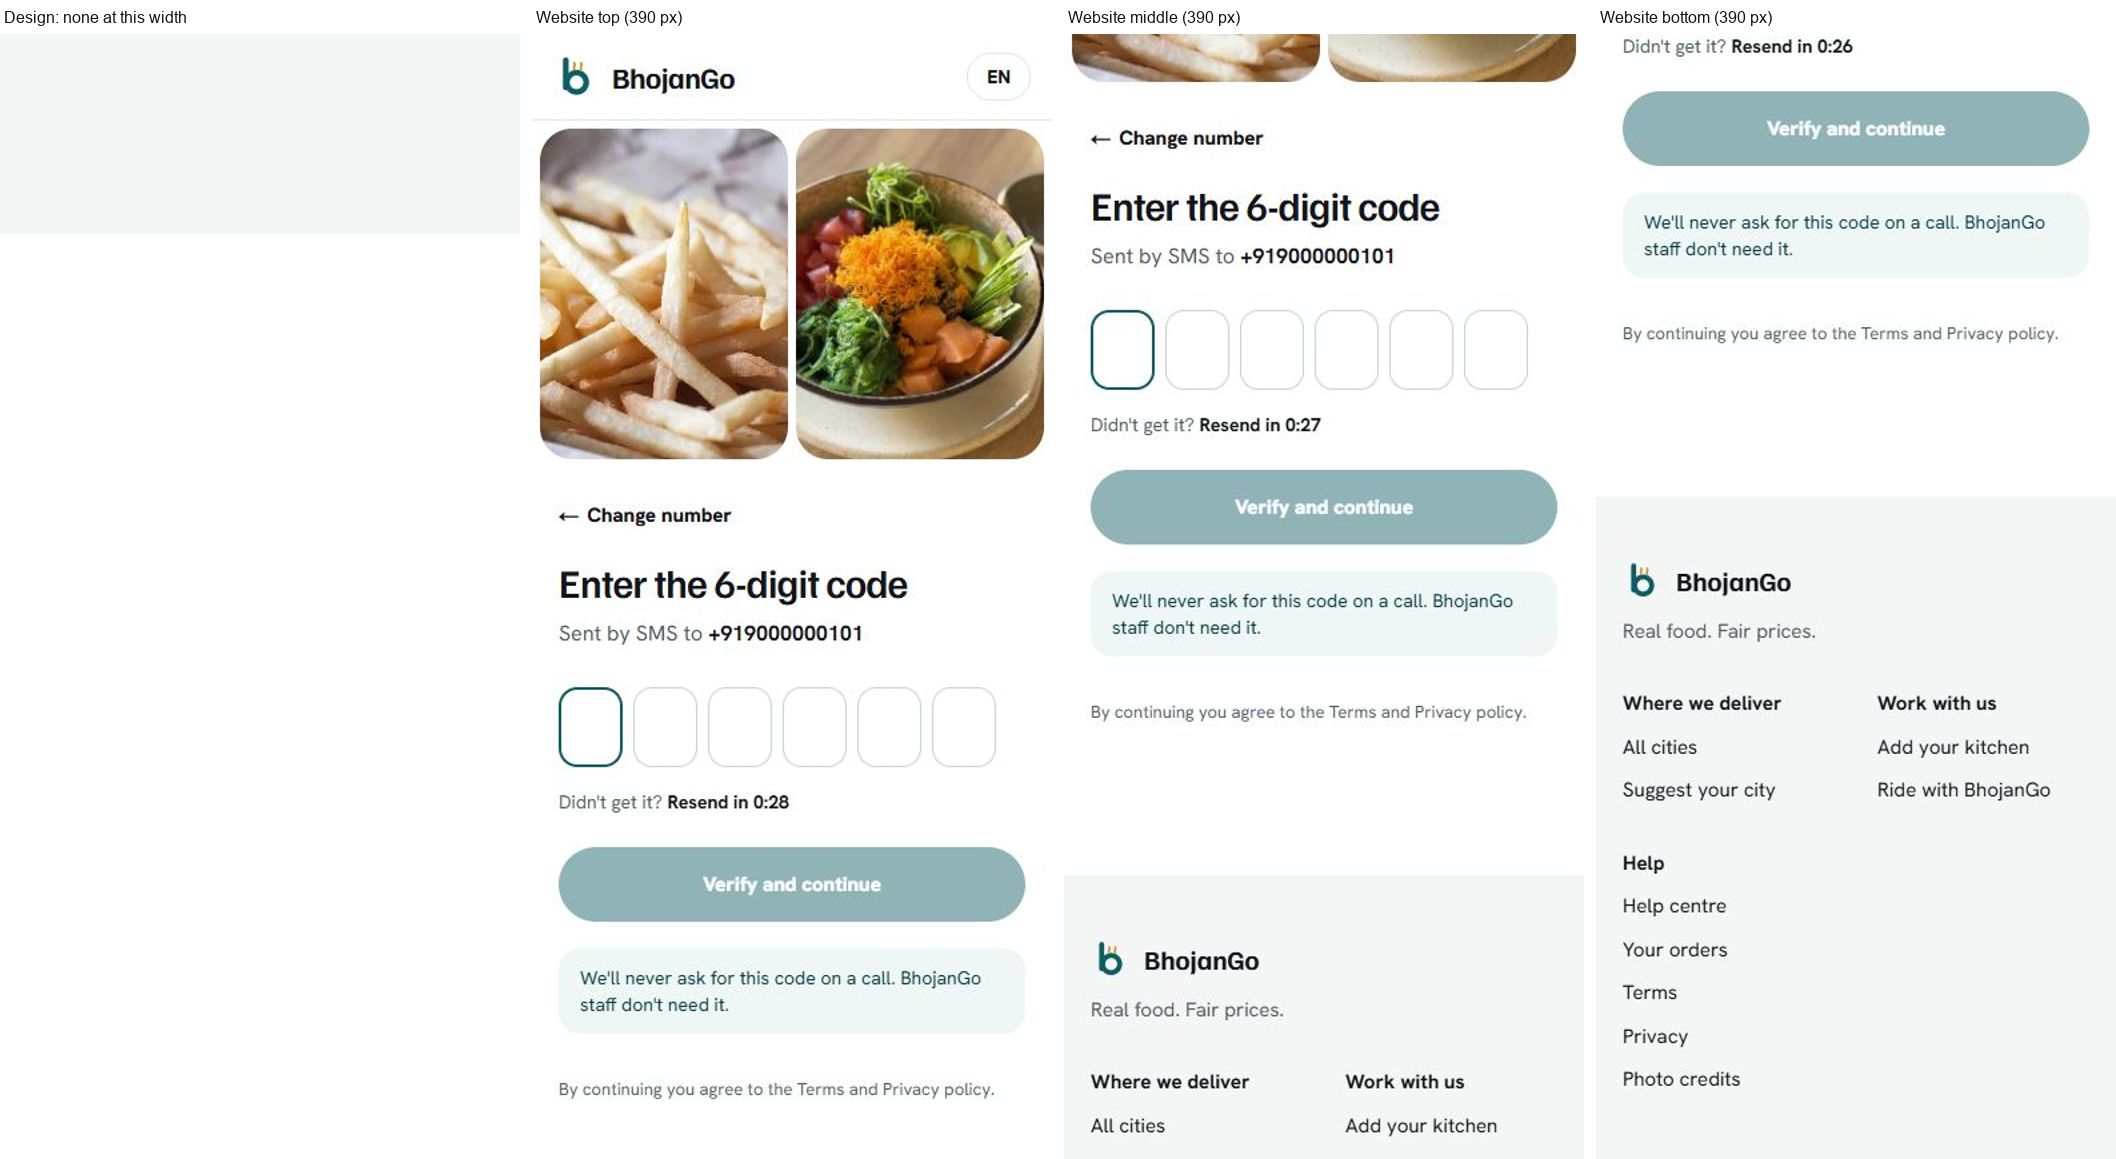 Design: none at this width
Website top (390 px)
BhojanGo
EN
← Change number
Enter the 6-digit code
Sent by SMS to +919000000101
Didn't get it? Resend in 0:28
Verify and continue
We'll never ask for this code on a call. BhojanGo
staff don't need it.
By continuing you agree to the Terms and Privacy policy.
Website middle (390 px)
← Change number
Enter the 6-digit code
Sent by SMS to +919000000101
Didn't get it? Resend in 0:27
Verify and continue
We'll never ask for this code on a call. BhojanGo
staff don't need it.
By continuing you agree to the Terms and Privacy policy.
BhojanGo
Real food. Fair prices.
Where we deliver
Work with us
All cities
Add your kitchen
Website bottom (390 px)
Didn't get it? Resend in 0:26
Verify and continue
We'll never ask for this code on a call. BhojanGo
staff don't need it.
By continuing you agree to the Terms and Privacy policy.
BhojanGo
Real food. Fair prices.
Where we deliver
All cities
Suggest your city
Work with us
Add your kitchen
Ride with BhojanGo
Help
Help centre
Your orders
Terms
Privacy
Photo credits